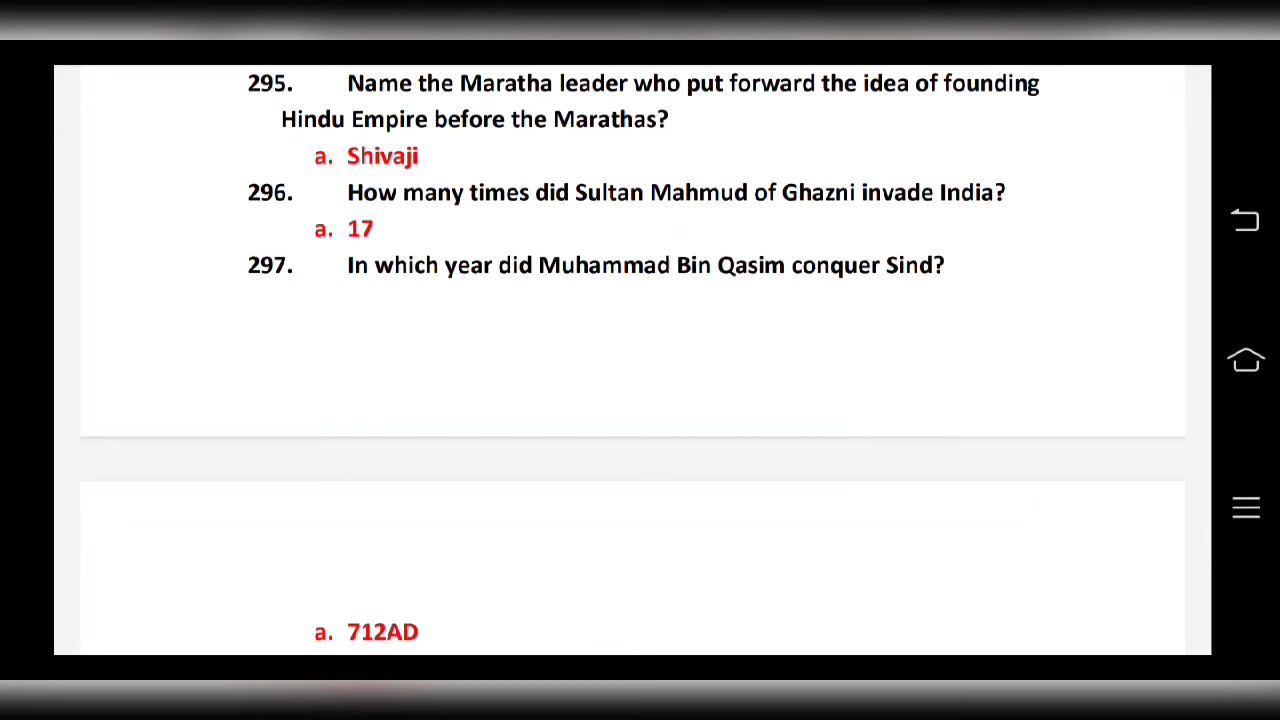 295. Name the Maratha leader who put forward the idea of founding
Hindu Empire before the Marathas?
a. Shivaji
296. How many times did Sultan Mahmud of Ghazni invade India?
a. 17
297. In which year did Muhammad Bin Qasim conquer Sind?
a. 712AD